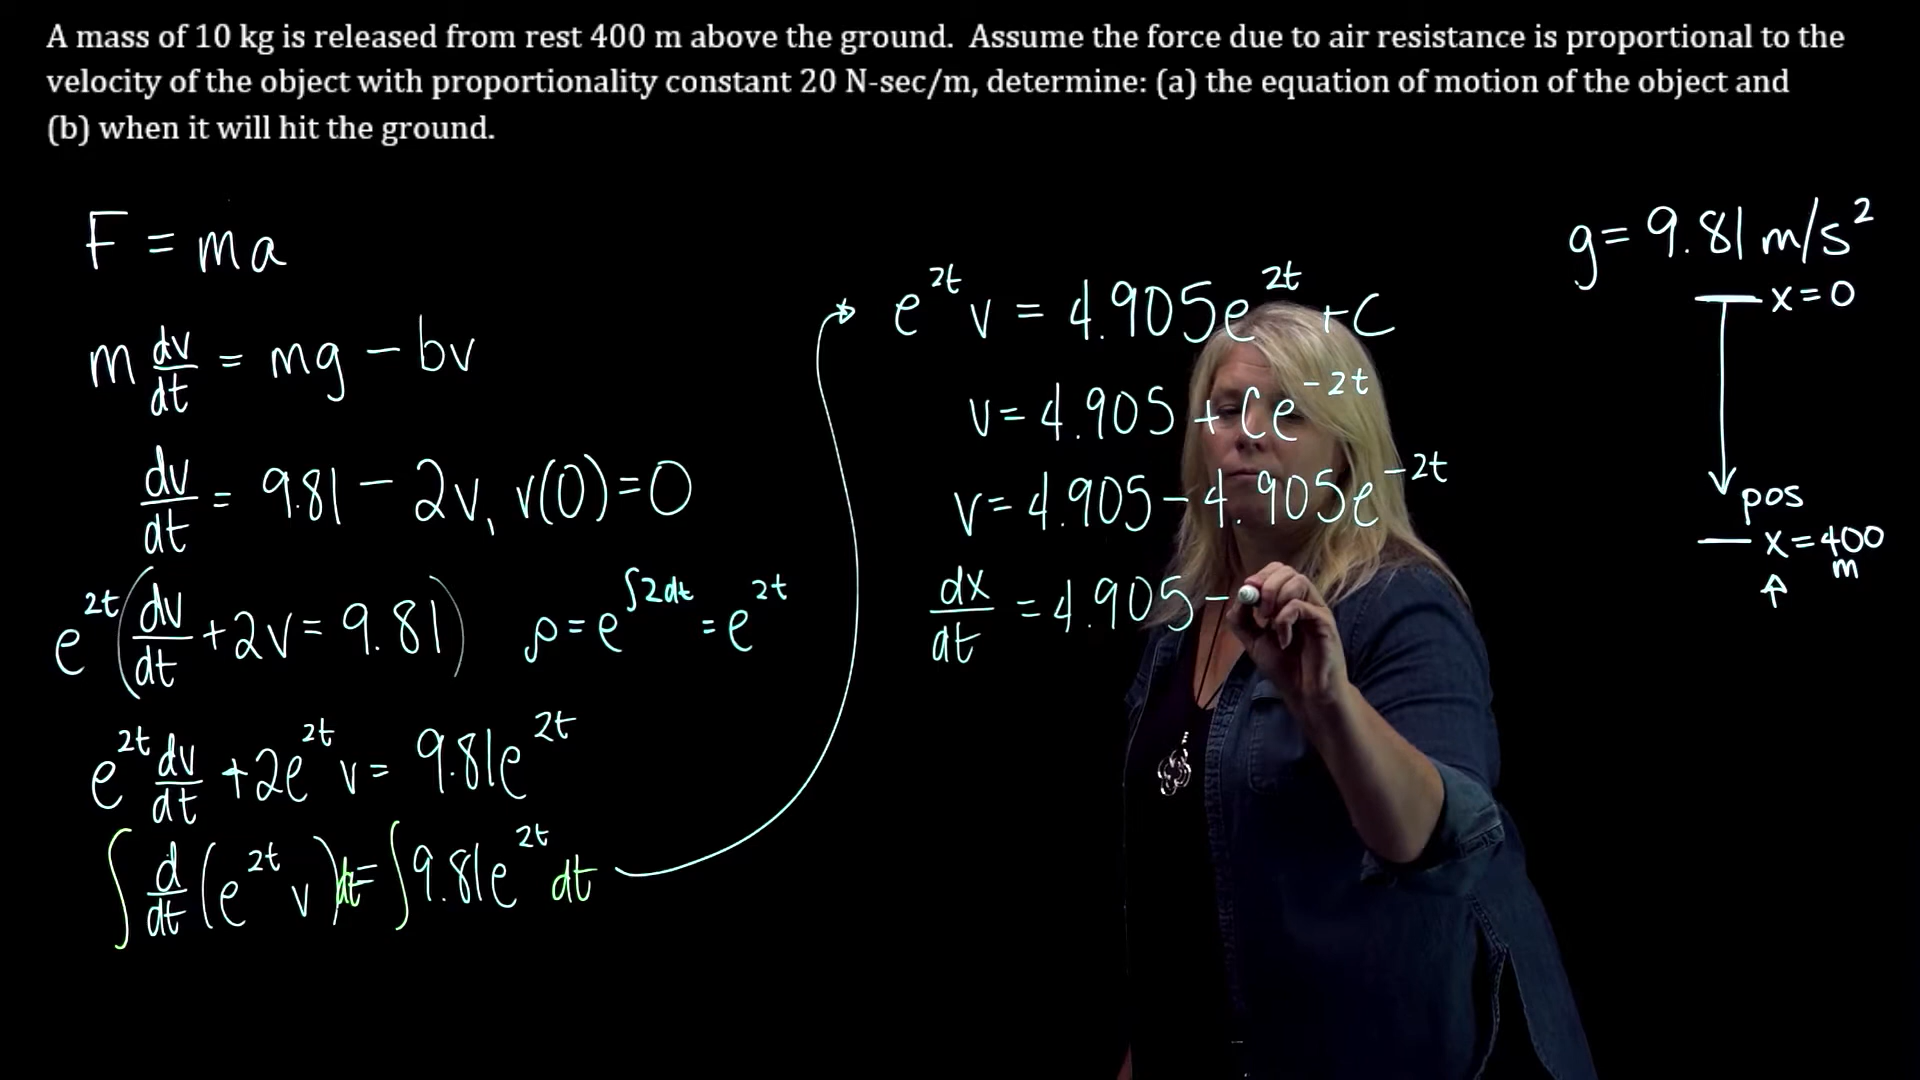 A mass of 10 kg is released from rest 400 m above the ground. Assume the force due to air resistance is proportional to the
velocity of the object with proportionality constant 20 N-sec/m, determine: (a) the equation of motion of the object and
(b) when it will hit the ground.
F = ma
m dv/dt = mg - bv
dv/dt = 9.81 - 2v, v(0)=0
e^2t (dv/dt + 2v = 9.81) ρ = e^∫2dt = e^2t
e^2t dv/dt + 2e^2t v = 9.81e^2t
∫ d/dt (e^2t v) dt = ∫ 9.81e^2t dt
e^2t v = 4.905e^2t + C
v = 4.905 + Ce^-2t
v = 4.905 - 4.905e^-2t
dx/dt = 4.905 -
g = 9.81 m/s^2
x = 0
pos
x = 400
m